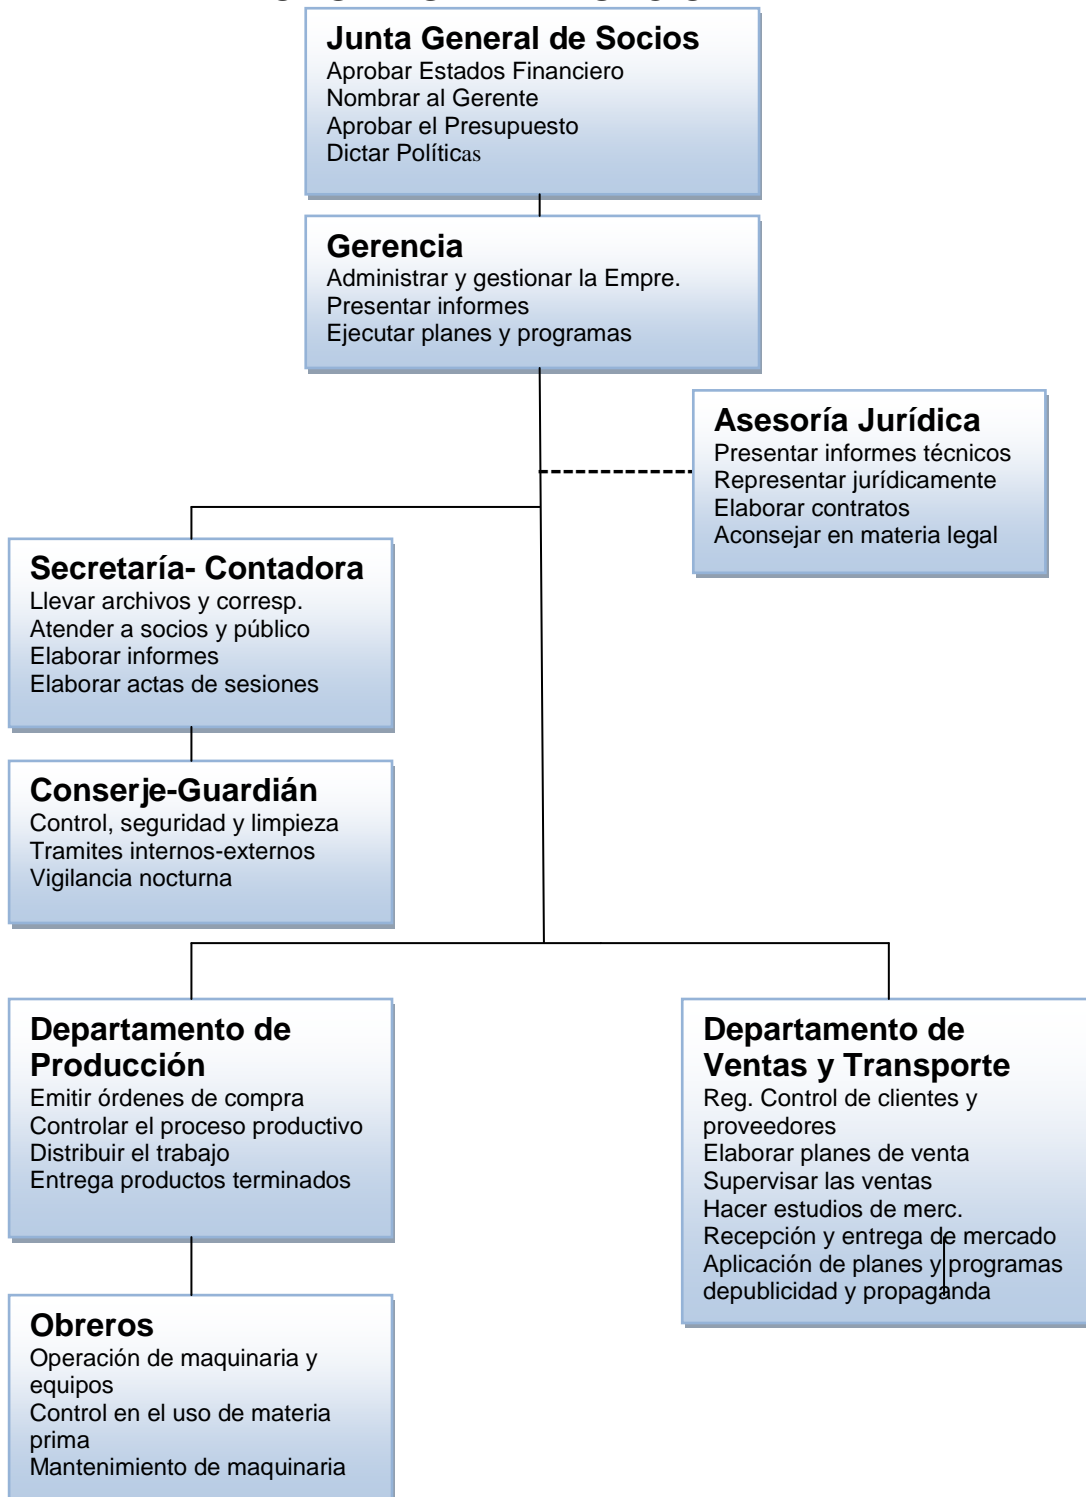 Junta General de Socios
Aprobar Estados Financiero
Nombrar al Gerente
Aprobar el Presupuesto
Dictar Políticas
Gerencia
Administrar y gestionar la Empre.
Presentar informes
Ejecutar planes y programas
Asesoría Jurídica
Presentar informes técnicos
Representar jurídicamente
Elaborar contratos
Aconsejar en materia legal
Secretaría- Contadora
Llevar archivos y corresp.
Atender a socios y público
Elaborar informes
Elaborar actas de sesiones
Conserje-Guardián
Control, seguridad y limpieza
Tramites internos-externos
Vigilancia nocturna
Departamento de
Producción
Emitir órdenes de compra
Controlar el proceso productivo
Distribuir el trabajo
Entrega productos terminados
Departamento de
Ventas y Transporte
Reg. Control de clientes y
proveedores
Elaborar planes de venta
Supervisar las ventas
Hacer estudios de merc.
Recepción y entrega de mercado
Aplicación de planes y programas
depublicidad y propaganda
Obreros
Operación de maquinaria y
equipos
Control en el uso de materia
prima
Mantenimiento de maquinaria